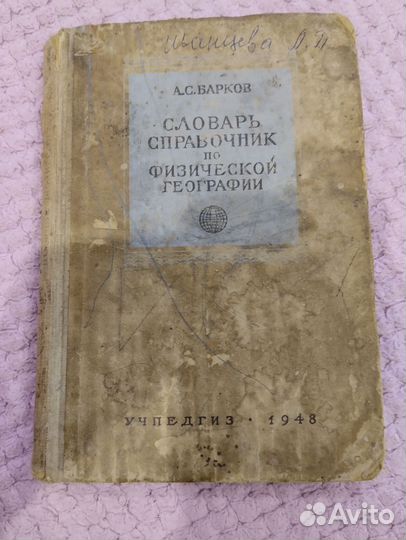 А.С.БАРКОВ
СЛОВАРЬ
СПРАВОЧНИК
ПО
ФИЗИЧЕСКОЙ
ГЕОГРАФИИ
УЧПЕДГИЗ • 1948
Avito